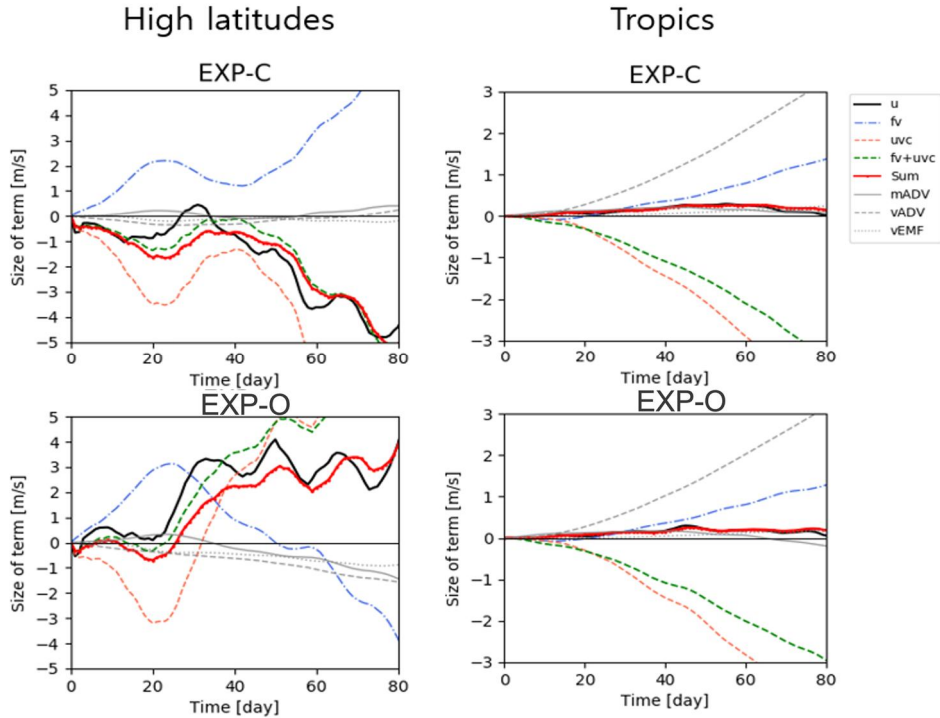 High latitudes
Tropics
EXP-C
Size of term [m/s]
5
4
3
2
1
0
-1
-2
-3
-4
-5
0 20 40 60 80
Time [day]
EXP-C
Size of term [m/s]
3
2
1
0
-1
-2
-3
0 20 40 60 80
Time [day]
u
fv
uvc
fv+uvc
Sum
mADV
vADV
vEMF
EXP-O
Size of term [m/s]
5
4
3
2
1
0
-1
-2
-3
-4
-5
0 20 40 60 80
Time [day]
EXP-O
Size of term [m/s]
3
2
1
0
-1
-2
-3
0 20 40 60 80
Time [day]